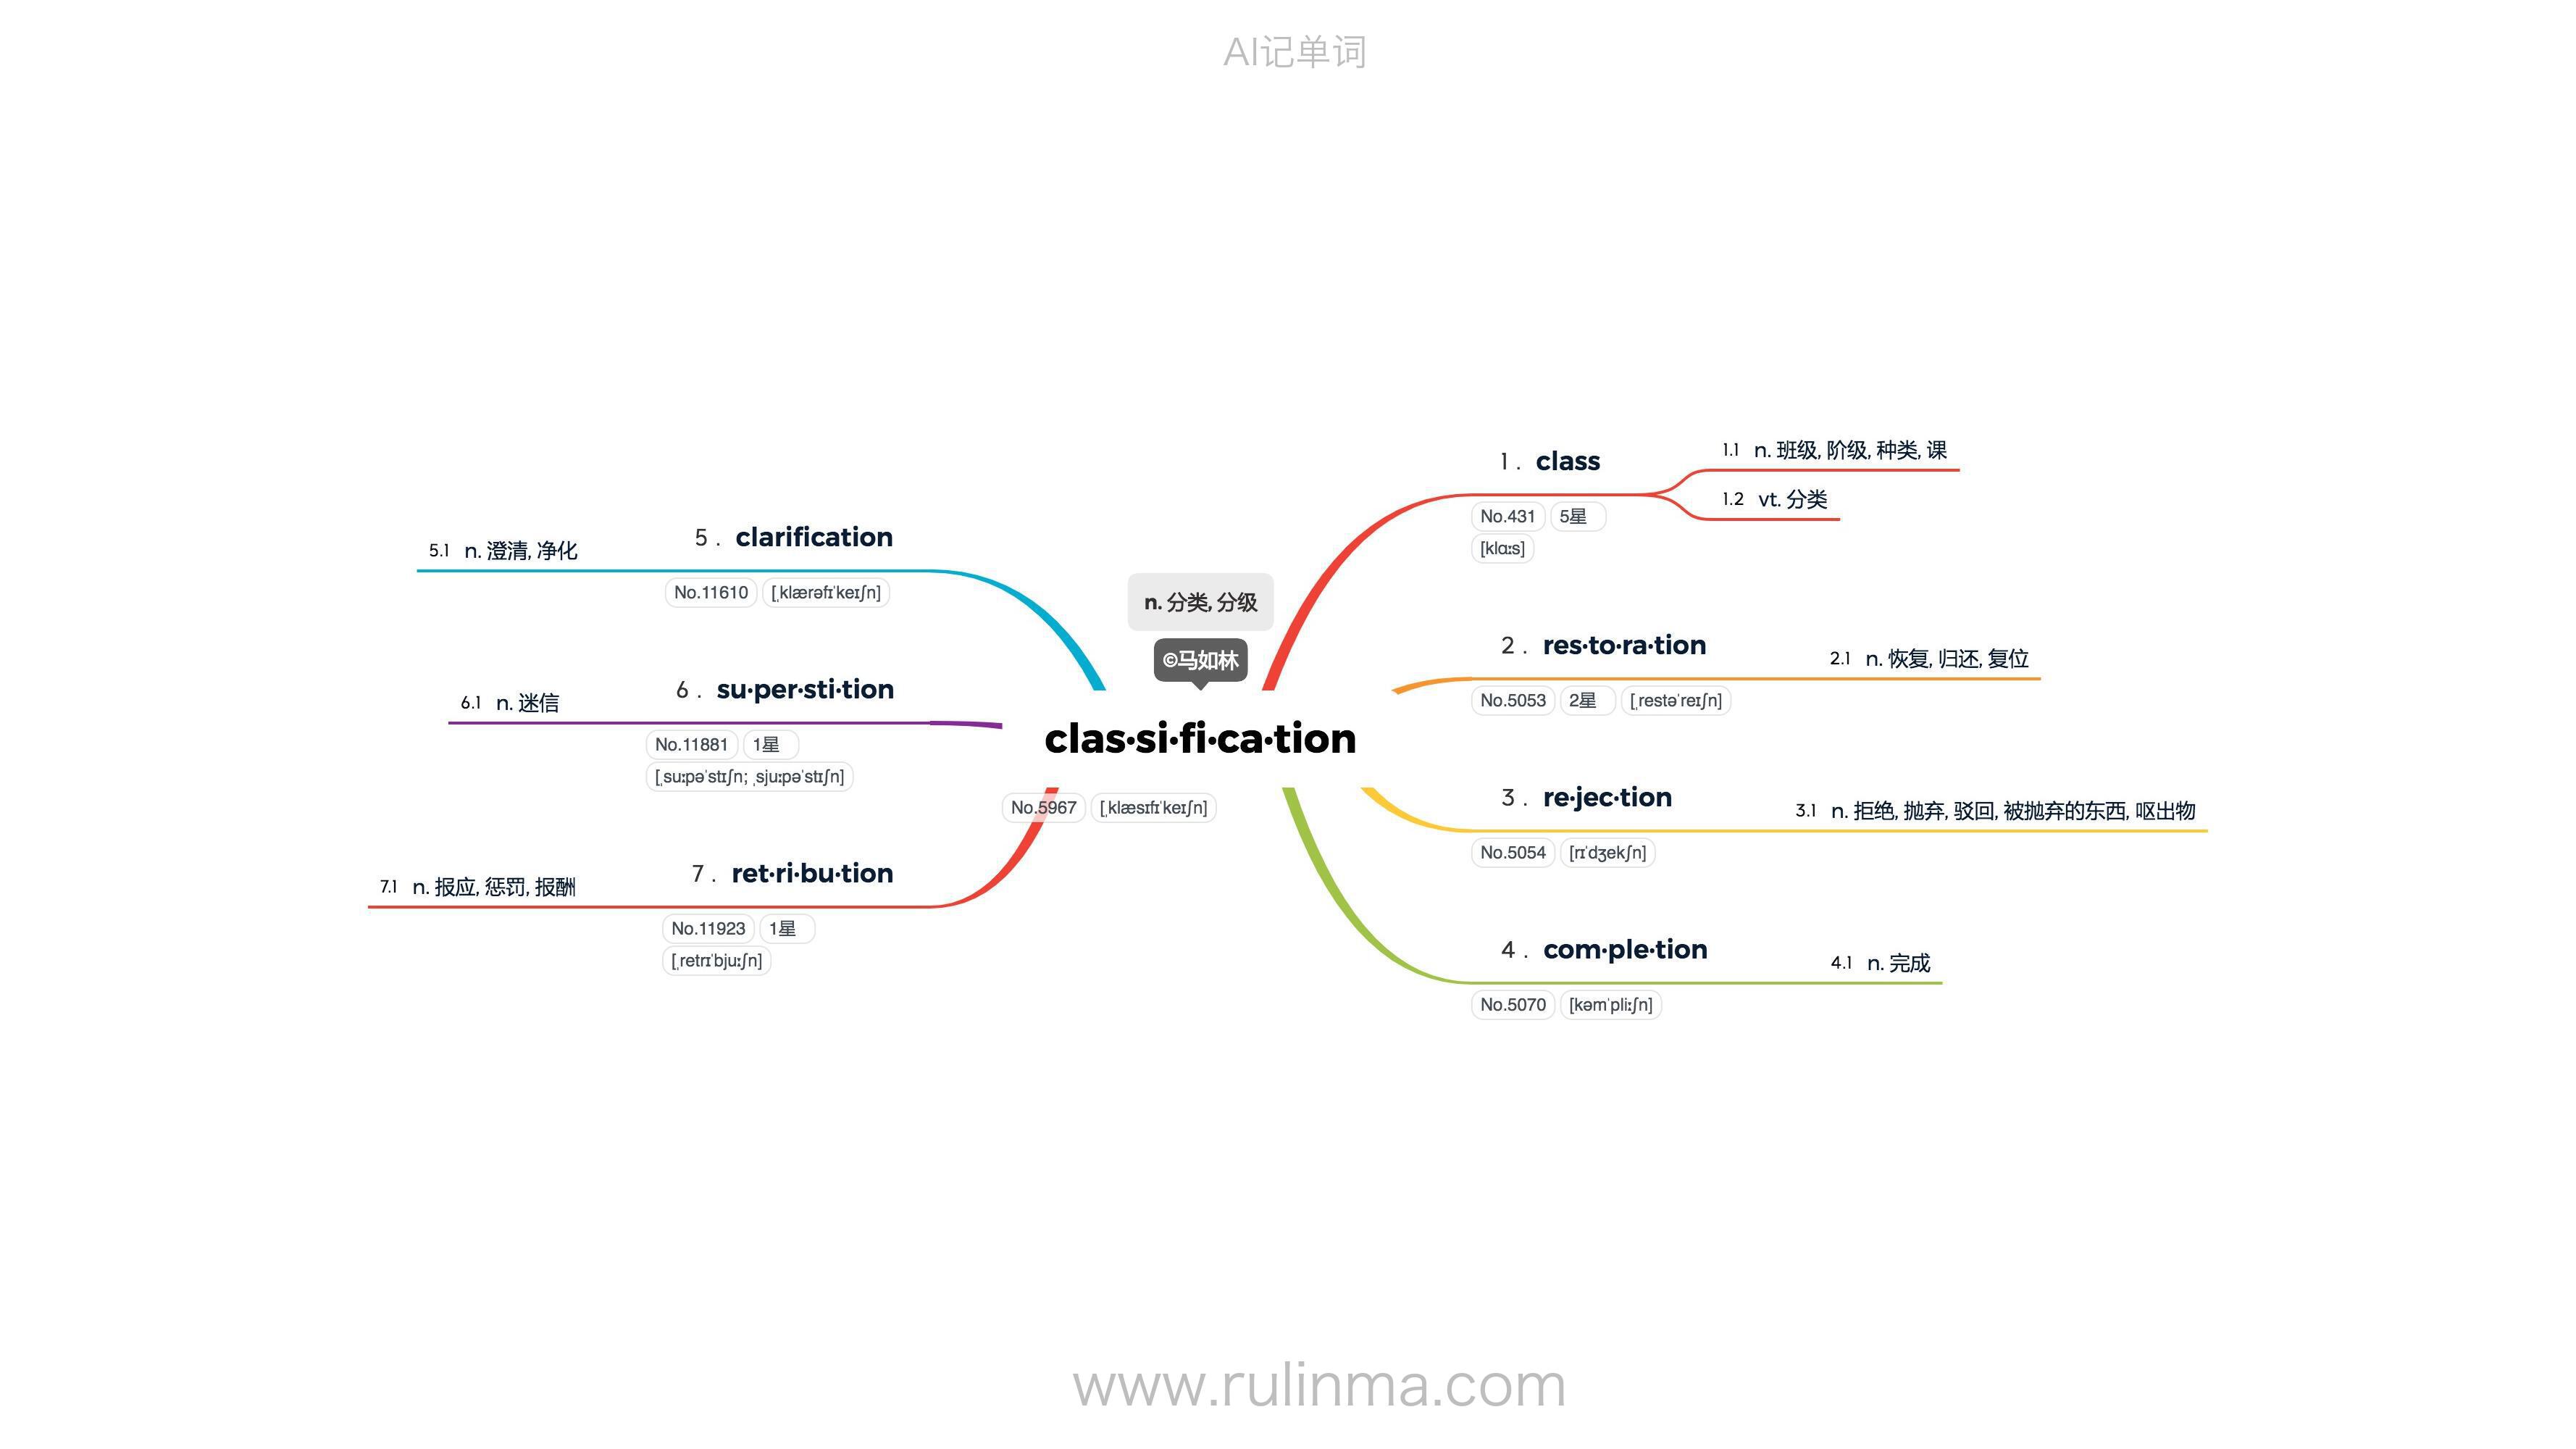 AI记单词
n. 分类, 分级
©马如林
clas·si·fi·ca·tion
No.5967 [ˌklæsɪfɪˈkeɪʃn]
1 . class
No.431 5星
[klɑːs]
1.1 n. 班级, 阶级, 种类, 课
1.2 vt. 分类
2 . res·to·ra·tion
No.5053 2星 [ˌrestəˈreɪʃn]
2.1 n. 恢复, 归还, 复位
3 . re·jec·tion
No.5054 [rɪˈdʒekʃn]
3.1 n. 拒绝, 抛弃, 驳回, 被抛弃的东西, 呕出物
4 . com·ple·tion
No.5070 [kəmˈpliːʃn]
4.1 n. 完成
5 . clarification
No.11610 [ˌklærəfɪˈkeɪʃn]
5.1 n. 澄清, 净化
6 . su·per·sti·tion
No.11881 1星
[ˌsuːpəˈstɪʃn; ˌsjuːpəˈstɪʃn]
6.1 n. 迷信
7 . ret·ri·bu·tion
No.11923 1星
[ˌretrɪˈbjuːʃn]
7.1 n. 报应, 惩罚, 报酬
www.rulinma.com